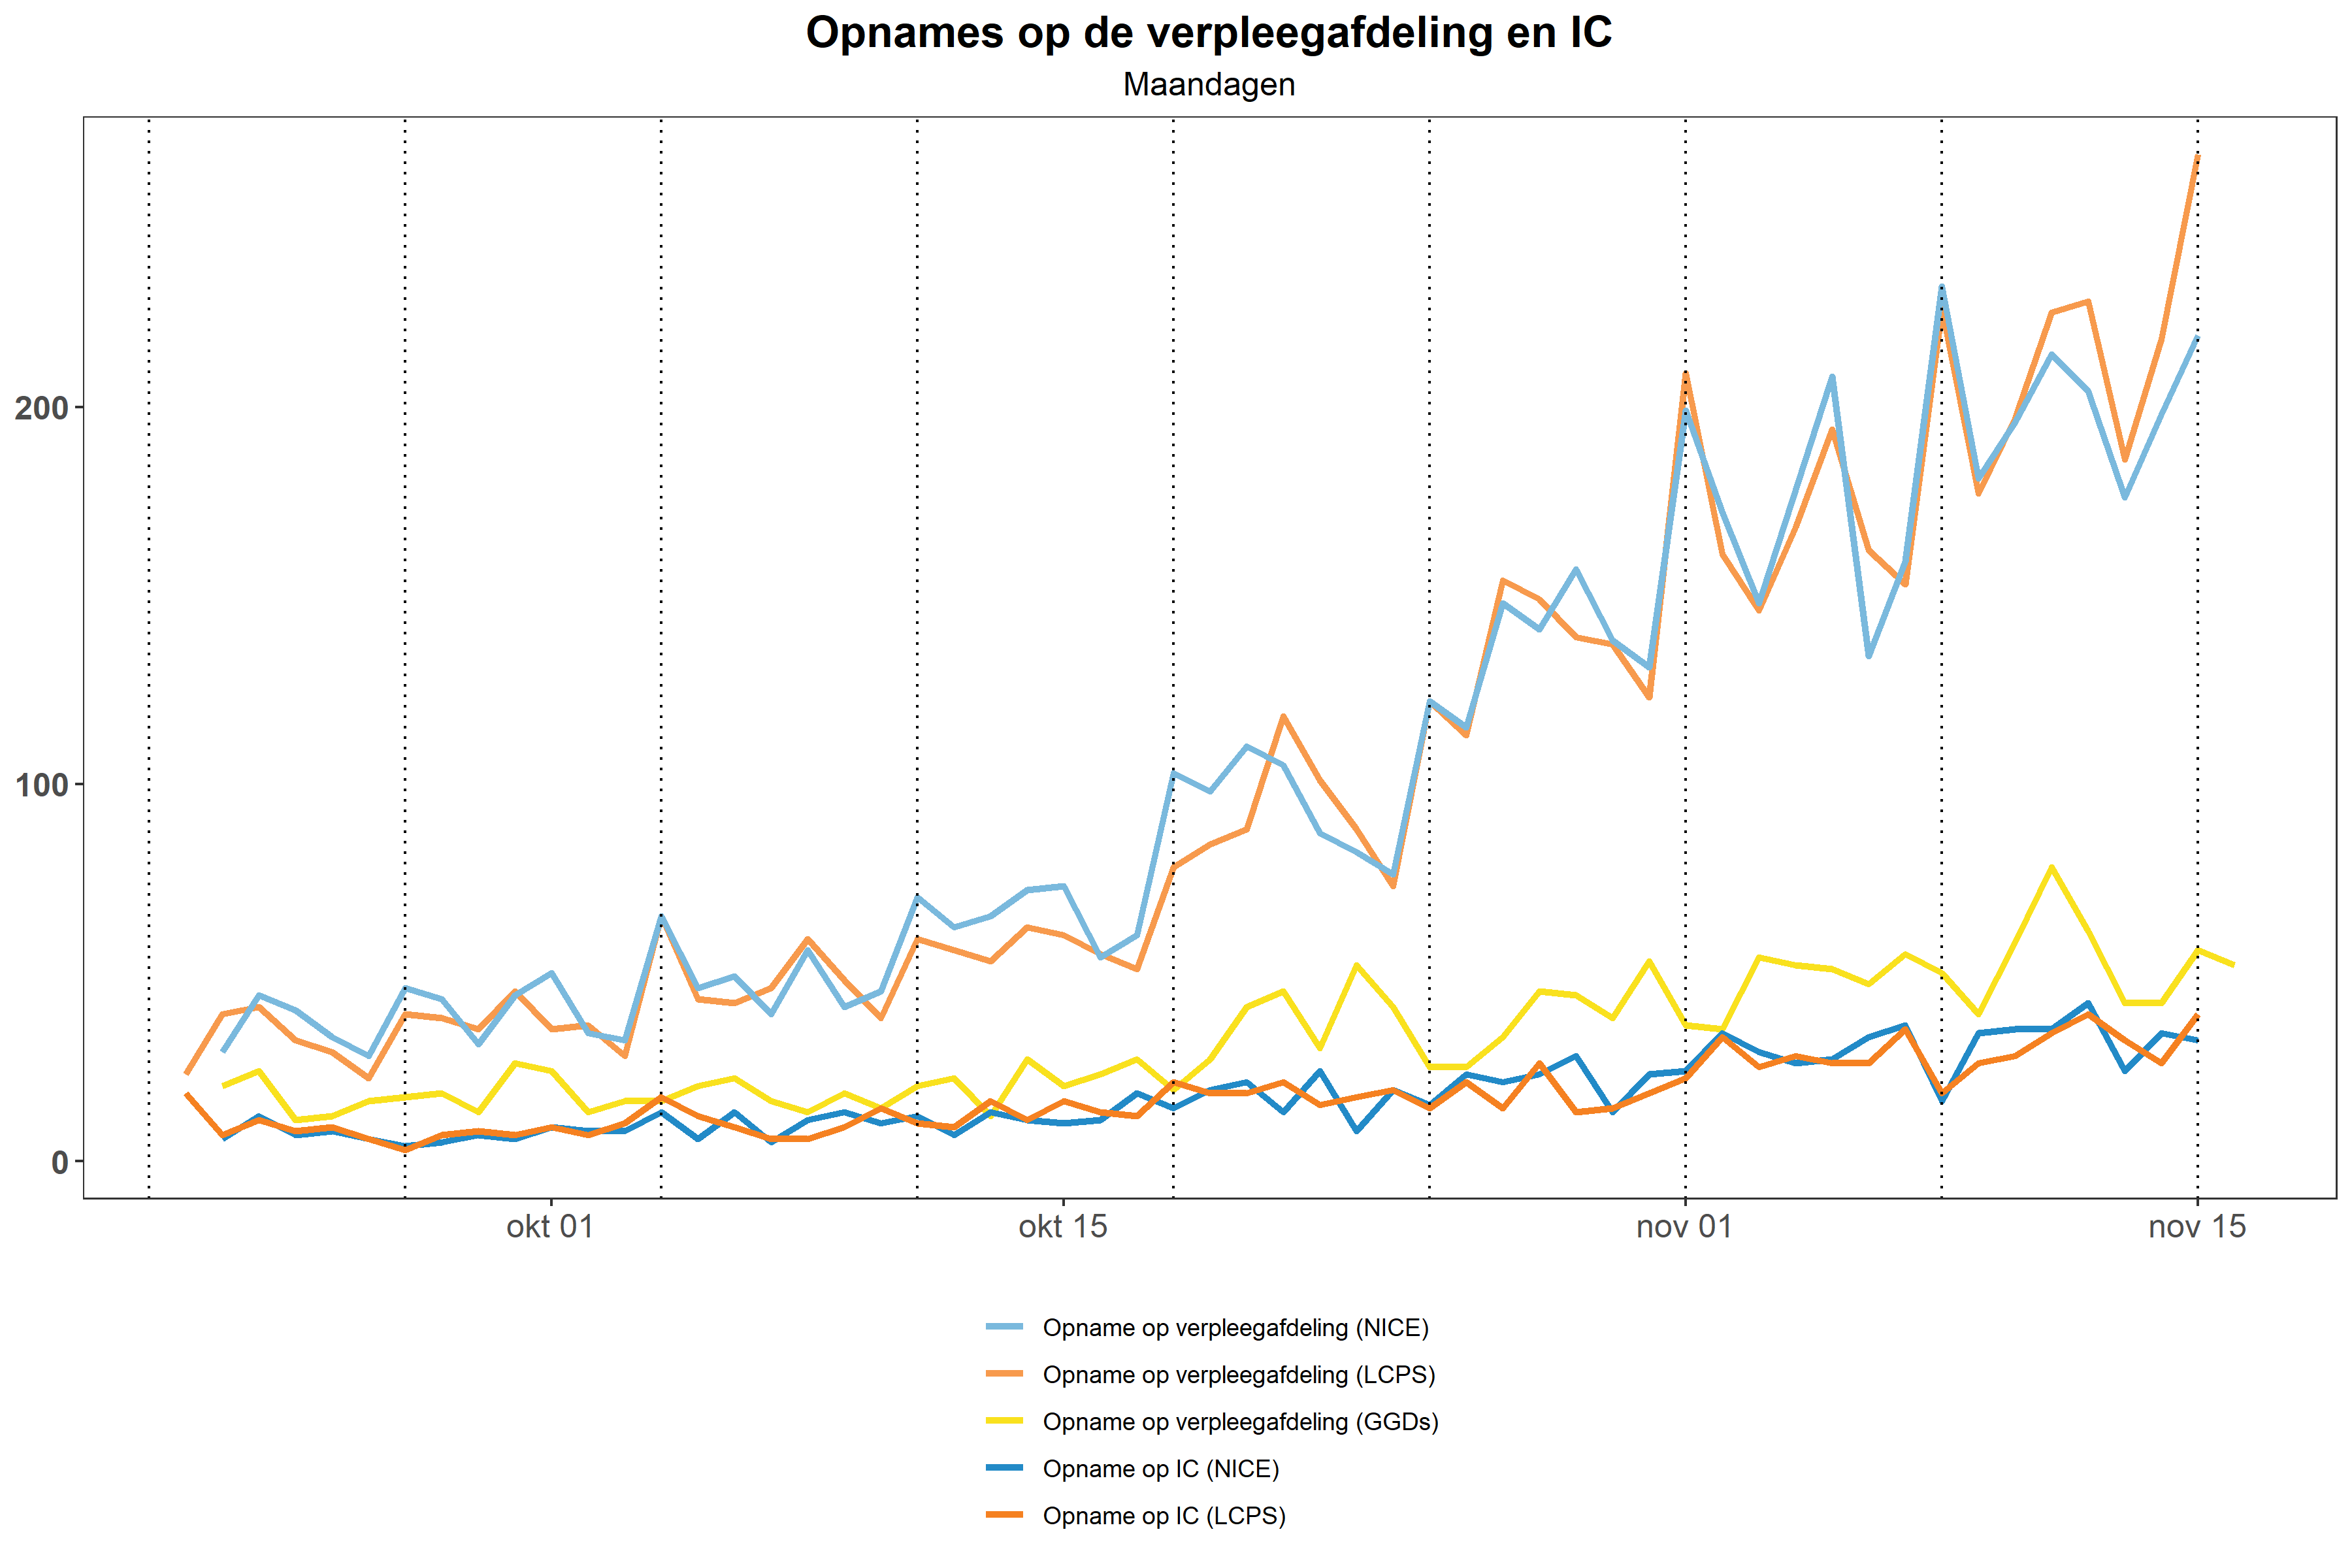 Opnames op de verpleegafdeling en IC
Maandagen
200
100
0
okt 01
okt 15
nov 01
nov 15
Opname op verpleegafdeling (NICE)
Opname op verpleegafdeling (LCPS)
Opname op verpleegafdeling (GGDs)
Opname op IC (NICE)
Opname op IC (LCPS)